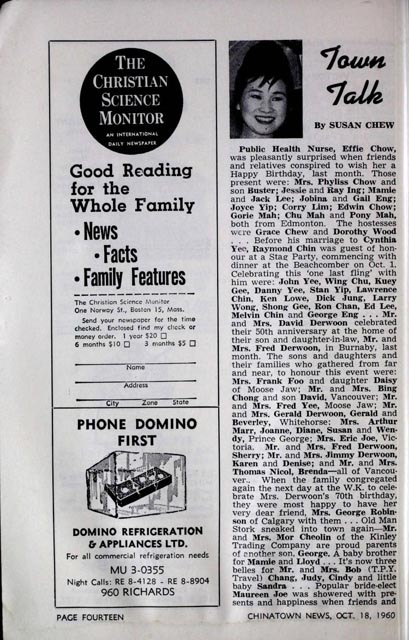 THE
CHRISTIAN
SCIENCE
MONITOR
AN INTERNATIONAL
DAILY NEWSPAPER
Good Reading
for the
Whole Family
• News
• Facts
• Family Features
The Christian Science Monitor
One Norway St., Boston 15, Mass.
Send your newspaper for the time
checked. Enclosed find my check or
money order. 1 year $20 □
6 months $10 □ 3 months $5 □
Name
Address
City Zone State
PHONE DOMINO
FIRST
DOMINO REFRIGERATION
& APPLIANCES LTD.
For all commercial refrigeration needs
MU 3-0355
Night Calls: RE 8-4128 - RE 8-8904
960 RICHARDS
Town
Talk
By SUSAN CHEW
Public Health Nurse, Effie Chow,
was pleasantly surprised when friends
and relatives conspired to wish her a
Happy Birthday, last month. Those
present were: Mrs. Phyliss Chow and
son Buster; Jessie and Ray Ing; Mamie
and Jack Lee; Jobina and Gail Eng;
Joyce Yip; Corry Lim; Edwin Chow;
Gorie Mah; Chu Mah and Pony Mah,
both from Edmonton. The hostesses
were Grace Chew and Dorothy Wood
. . . Before his marriage to Cynthia
Yee, Raymond Chin was guest of hon-
our at a Stag Party, commencing with
dinner at the Beachcomber on Oct. 1.
Celebrating this 'one last fling' with
him were: John Yee, Wing Chu, Kuey
Gee, Danny Yee, Stan Yip, Lawrence
Chin, Ken Lowe, Dick Jung, Larry
Wong, Shong Gee, Ron Chan, Ed Lee,
Melvin Chin and George Eng . . . Mr.
and Mrs. David Derwoon celebrated
their 50th anniversary at the home of
their son and daughter-in-law, Mr. and
Mrs. Fred Derwoon, in Burnaby, last
month. The sons and daughters and
their families who gathered from far
and near, to honour this event were:
Mrs. Frank Foo and daughter Daisy
of Moose Jaw; Mr. and Mrs. Bing
Chong and son David, Vancouver; Mr.
and Mrs. Fred Yee, Moose Jaw; Mr.
and Mrs. Gerald Derwoon, Gerald and
Beverley, Whitehorse: Mrs. Arthur
Marr, Joanne, Diane, Susan and Wen-
dy, Prince George; Mrs. Eric Joe, Vic-
toria. Mr. and Mrs. Fred Derwoon,
Sherry; Mr. and Mrs. Jimmy Derwoon,
Karen and Denise; and Mr. and Mrs.
Thomas Nicol, Brenda—all of Vancou-
ver.. When the family congregated
again the next day at the W.K. to cele-
brate Mrs. Derwoon's 70th birthday,
they were most happy to have her
very dear friend, Mrs. George Robin-
son of Calgary with them . . . Old Man
Stork sneaked into town again—Mr.
and Mrs. Mor Cheolin of the Kinley
Trading Company are proud parents
of another son. George. A baby brother
for Mamie and Lloyd . . . It's now three
belles for Mr. and Mrs. Bob (T.P.Y.
Travel) Chang, Judy, Cindy and little
baby Sandra . . . Popular bride-elect
Maureen Joe was showered with pre-
sents and happiness when friends and
PAGE FOURTEEN
CHINATOWN NEWS, OCT. 18, 1960